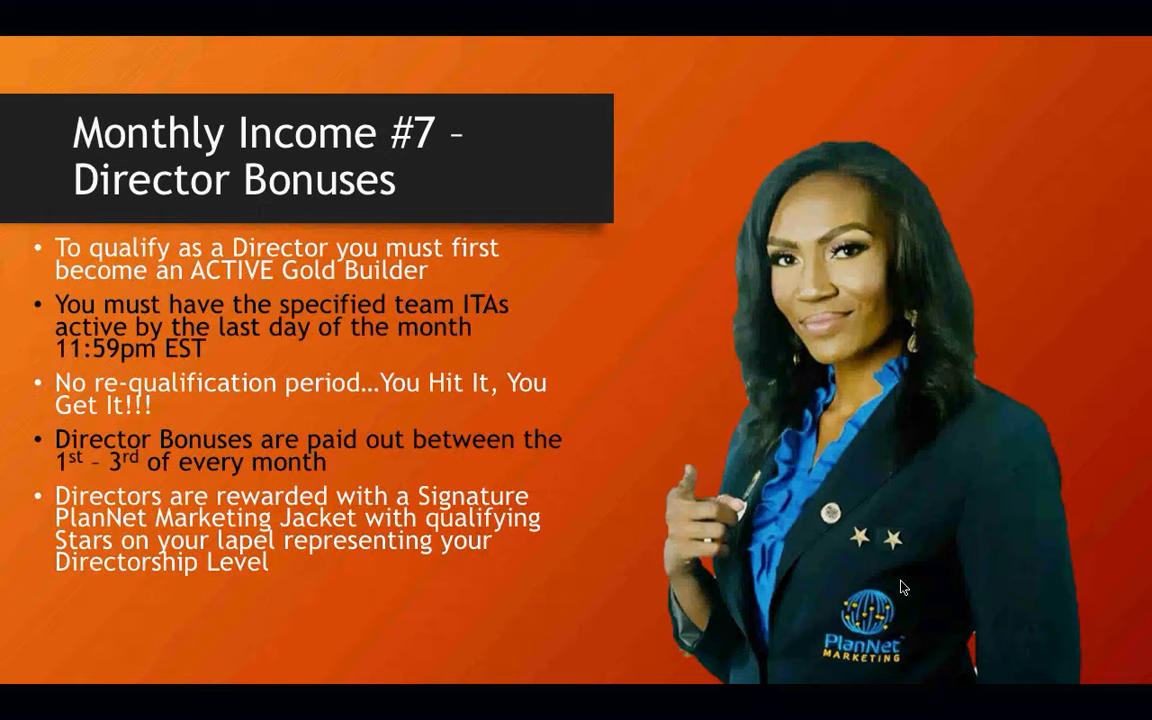 Monthly Income #7 –
Director Bonuses
• To qualify as a Director you must first
become an ACTIVE Gold Builder
• You must have the specified team ITAs
active by the last day of the month
11:59pm EST
• No re-qualification period…You Hit It, You
Get It!!!
• Director Bonuses are paid out between the
1st – 3rd of every month
• Directors are rewarded with a Signature
PlanNet Marketing Jacket with qualifying
Stars on your lapel representing your
Directorship Level
PlanNet
MARKETING